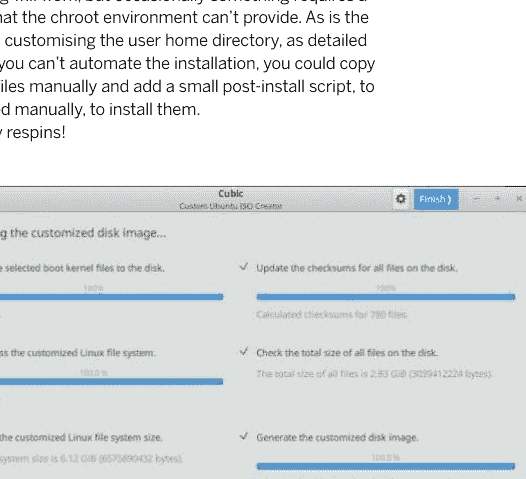 hat the chroot environment can't provide. As is the
customising the user home directory, as detailed
you can't automate the installation, you could copy
iles manually and add a small post-install script, to
ed manually, to install them.
y respins!
Cubic
Custom Ubuntu ISO Creator
Finish
g the customized disk image...
e selected boot kernel files to the disk.
100%
Update the checksums for all files on the disk.
100%
Calculated checksums for 780 files.
ss the customized Linux file system.
100.0 %
Check the total size of all files on the disk.
The total size of all files is 2.83 GiB (3039412224 bytes).
the customized Linux file system size.
system size is 6.12 GiB (6575890432 bytes).
Generate the customized disk image.
100.0 %